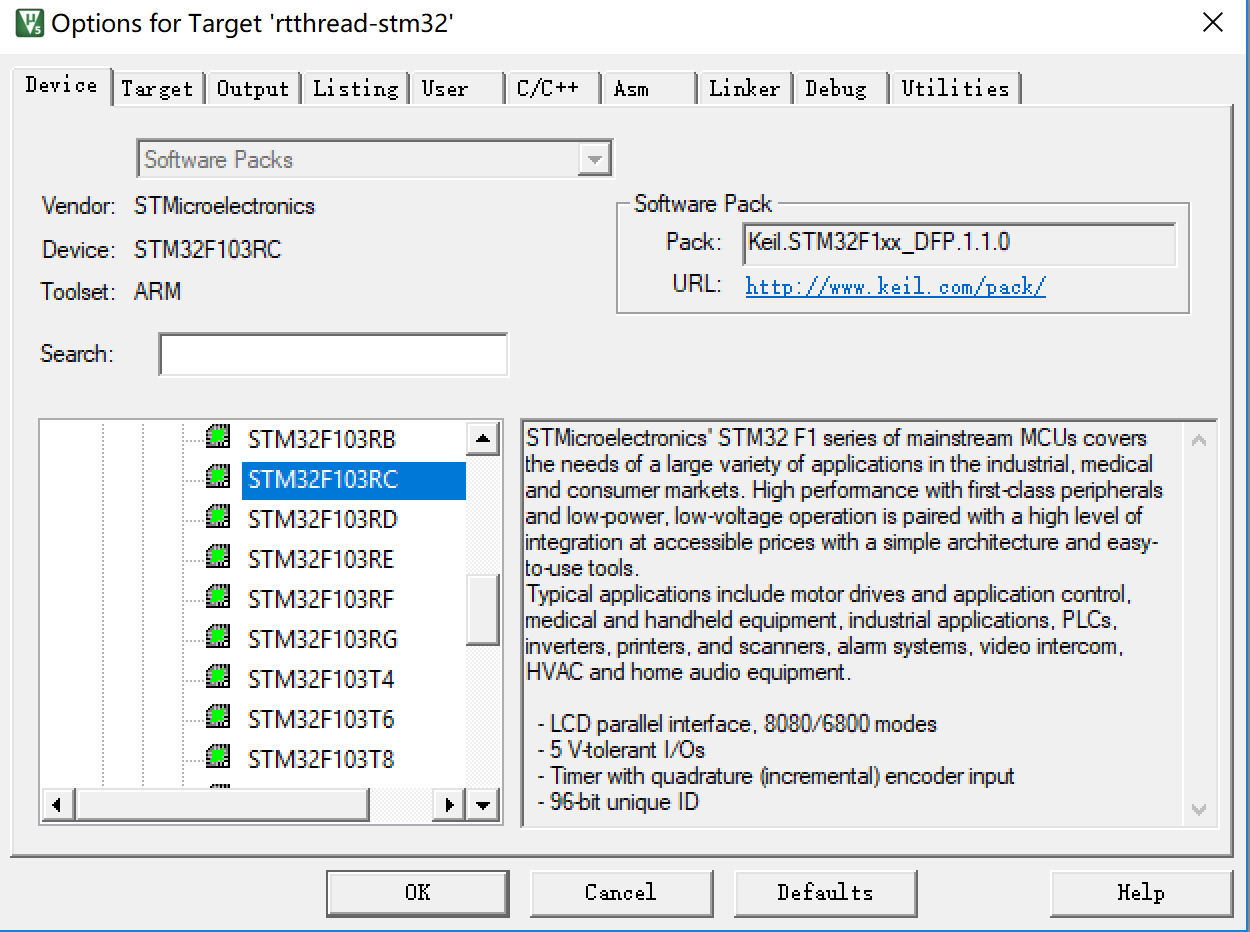 Options for Target 'rtthread-stm32'
Device Target Output Listing User C/C++ Asm Linker Debug Utilities
Software Packs
Vendor: STMicroelectronics
Device: STM32F103RC
Toolset: ARM
Software Pack
Pack: Keil.STM32F1xx_DFP.1.1.0
URL: http://www.keil.com/pack/
Search:
STM32F103RB
STM32F103RC
STM32F103RD
STM32F103RE
STM32F103RF
STM32F103RG
STM32F103T4
STM32F103T6
STM32F103T8
STMicroelectronics' STM32 F1 series of mainstream MCUs covers
the needs of a large variety of applications in the industrial, medical
and consumer markets. High performance with first-class peripherals
and low-power, low-voltage operation is paired with a high level of
integration at accessible prices with a simple architecture and easy-
to-use tools.
Typical applications include motor drives and application control,
medical and handheld equipment, industrial applications, PLCs,
inverters, printers, and scanners, alarm systems, video intercom,
HVAC and home audio equipment.
- LCD parallel interface, 8080/6800 modes
- 5 V-tolerant I/Os
- Timer with quadrature (incremental) encoder input
- 96-bit unique ID
OK Cancel Defaults Help